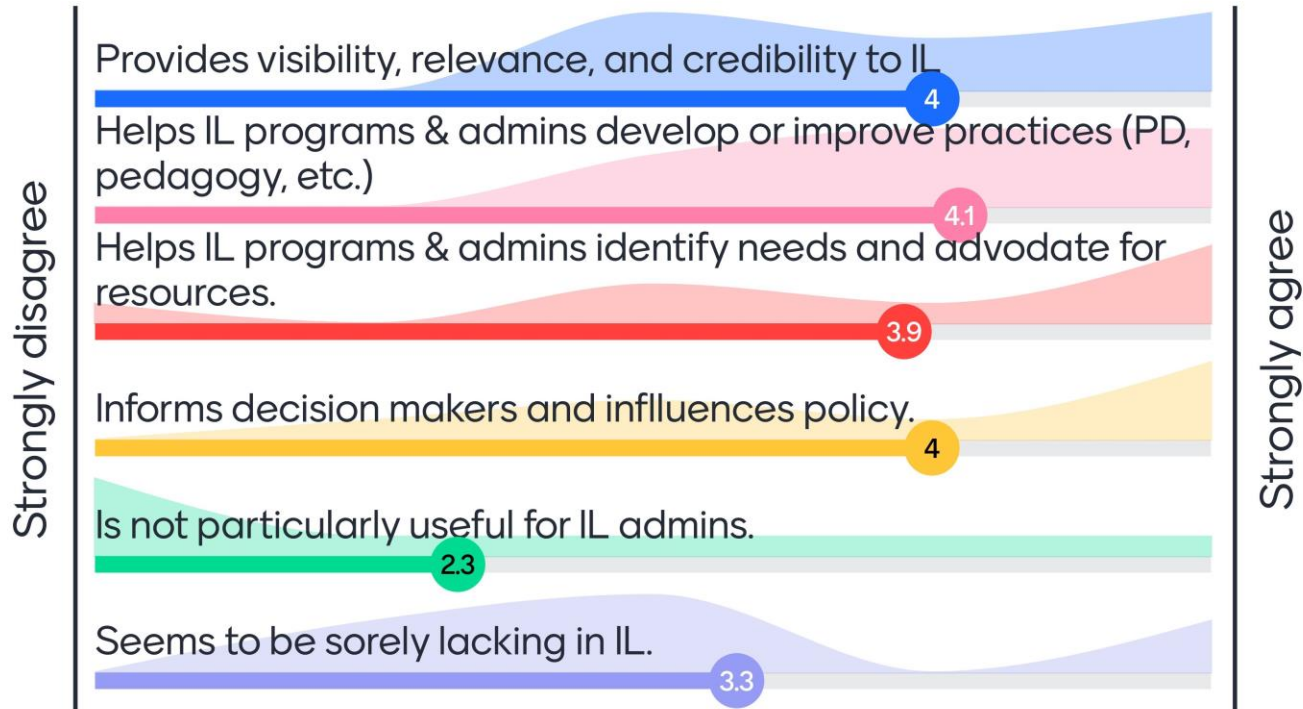 Strongly disagree
Provides visibility, relevance, and credibility to IL
4
Helps IL programs & admins develop or improve practices (PD,
pedagogy, etc.)
4.1
Helps IL programs & admins identify needs and advodate for
resources.
3.9
Informs decision makers and inflluences policy.
4
Is not particularly useful for IL admins.
2.3
Seems to be sorely lacking in IL.
3.3
Strongly agree